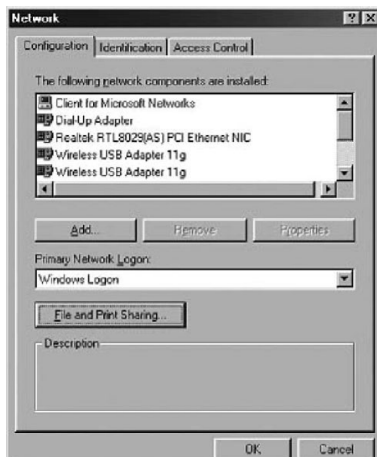 Network
Configuration Identification Access Control
The following network components are installed:
Client for Microsoft Networks
Dial-Up Adapter
Realtek RTL8029(AS) PCI Ethernet NIC
Wireless USB Adapter 11g
Wireless USB Adapter 11g
Add... Remove Properties
Primary Network Logon:
Windows Logon
File and Print Sharing...
Description
OK Cancel